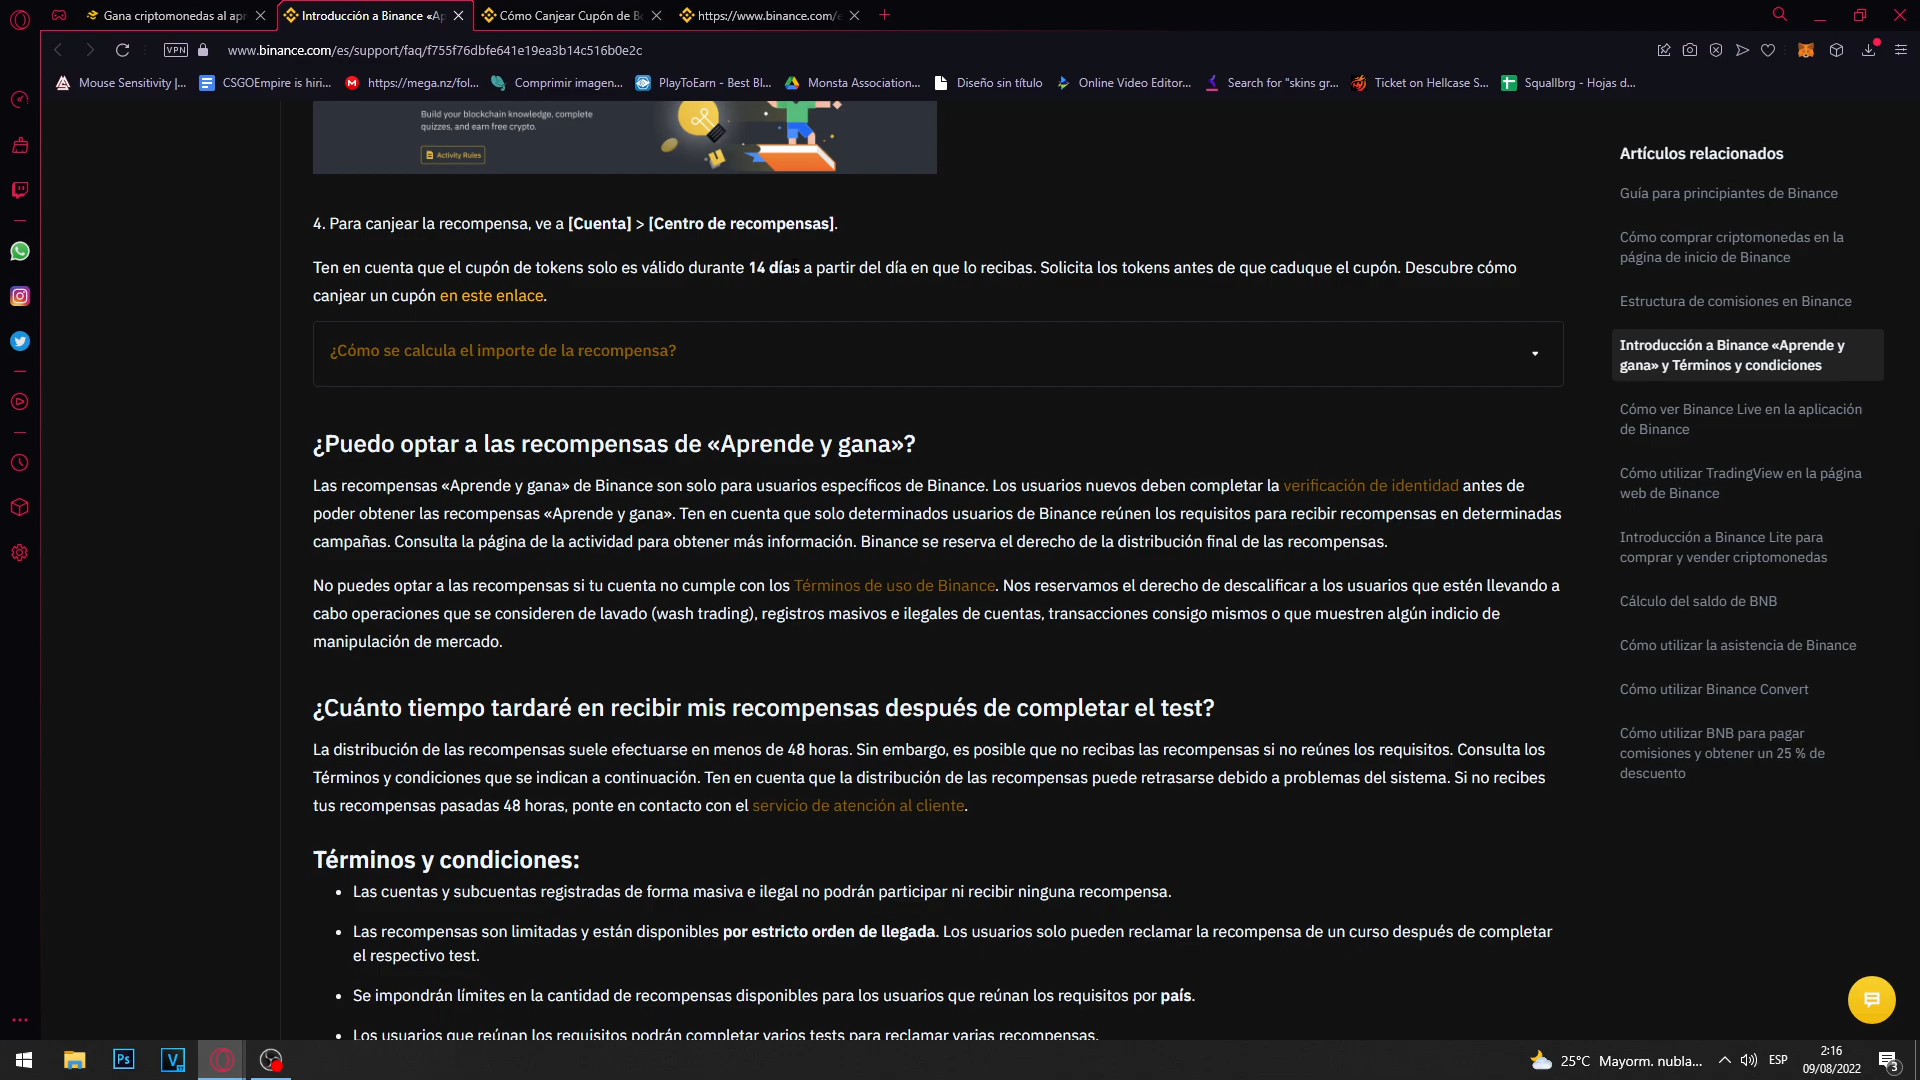 Gana criptomonedas al apr
Introducción a Binance «Ap
Cómo Canjear Cupón de B
https://www.binance.com/e
VPN
www.binance.com/es/support/faq/f755f76dbfe641e19ea3b14c516b0e2c
Mouse Sensitivity |...
CSGOEmpire is hiri...
https://mega.nz/fol...
Comprimir imagen...
PlayToEarn - Best Bl...
Monsta Association...
Diseño sin título
Online Video Editor...
Search for "skins gr...
Ticket on Hellcase S...
Squallbrg - Hojas d...
Build your blockchain knowledge, complete
quizzes, and earn free crypto.
Activity Rules
4. Para canjear la recompensa, ve a [Cuenta] > [Centro de recompensas].
Ten en cuenta que el cupón de tokens solo es válido durante 14 días a partir del día en que lo recibas. Solicita los tokens antes de que caduque el cupón. Descubre cómo
canjear un cupón en este enlace.
¿Cómo se calcula el importe de la recompensa?
¿Puedo optar a las recompensas de «Aprende y gana»?
Las recompensas «Aprende y gana» de Binance son solo para usuarios específicos de Binance. Los usuarios nuevos deben completar la verificación de identidad antes de
poder obtener las recompensas «Aprende y gana». Ten en cuenta que solo determinados usuarios de Binance reúnen los requisitos para recibir recompensas en determinadas
campañas. Consulta la página de la actividad para obtener más información. Binance se reserva el derecho de la distribución final de las recompensas.
No puedes optar a las recompensas si tu cuenta no cumple con los Términos de uso de Binance. Nos reservamos el derecho de descalificar a los usuarios que estén llevando a
cabo operaciones que se consideren de lavado (wash trading), registros masivos e ilegales de cuentas, transacciones consigo mismos o que muestren algún indicio de
manipulación de mercado.
¿Cuánto tiempo tardaré en recibir mis recompensas después de completar el test?
La distribución de las recompensas suele efectuarse en menos de 48 horas. Sin embargo, es posible que no recibas las recompensas si no reúnes los requisitos. Consulta los
Términos y condiciones que se indican a continuación. Ten en cuenta que la distribución de las recompensas puede retrasarse debido a problemas del sistema. Si no recibes
tus recompensas pasadas 48 horas, ponte en contacto con el servicio de atención al cliente.
Términos y condiciones:
• Las cuentas y subcuentas registradas de forma masiva e ilegal no podrán participar ni recibir ninguna recompensa.
• Las recompensas son limitadas y están disponibles por estricto orden de llegada. Los usuarios solo pueden reclamar la recompensa de un curso después de completar
el respectivo test.
• Se impondrán límites en la cantidad de recompensas disponibles para los usuarios que reúnan los requisitos por país.
• Los usuarios que reúnan los requisitos podrán completar varios tests para reclamar varias recompensas.
Artículos relacionados
Guía para principiantes de Binance
Cómo comprar criptomonedas en la
página de inicio de Binance
Estructura de comisiones en Binance
Introducción a Binance «Aprende y
gana» y Términos y condiciones
Cómo ver Binance Live en la aplicación
de Binance
Cómo utilizar TradingView en la página
web de Binance
Introducción a Binance Lite para
comprar y vender criptomonedas
Cálculo del saldo de BNB
Cómo utilizar la asistencia de Binance
Cómo utilizar Binance Convert
Cómo utilizar BNB para pagar
comisiones y obtener un 25 % de
descuento
Ps
V
25°C Mayorm. nubla...
ESP
2:16
09/08/2022
3